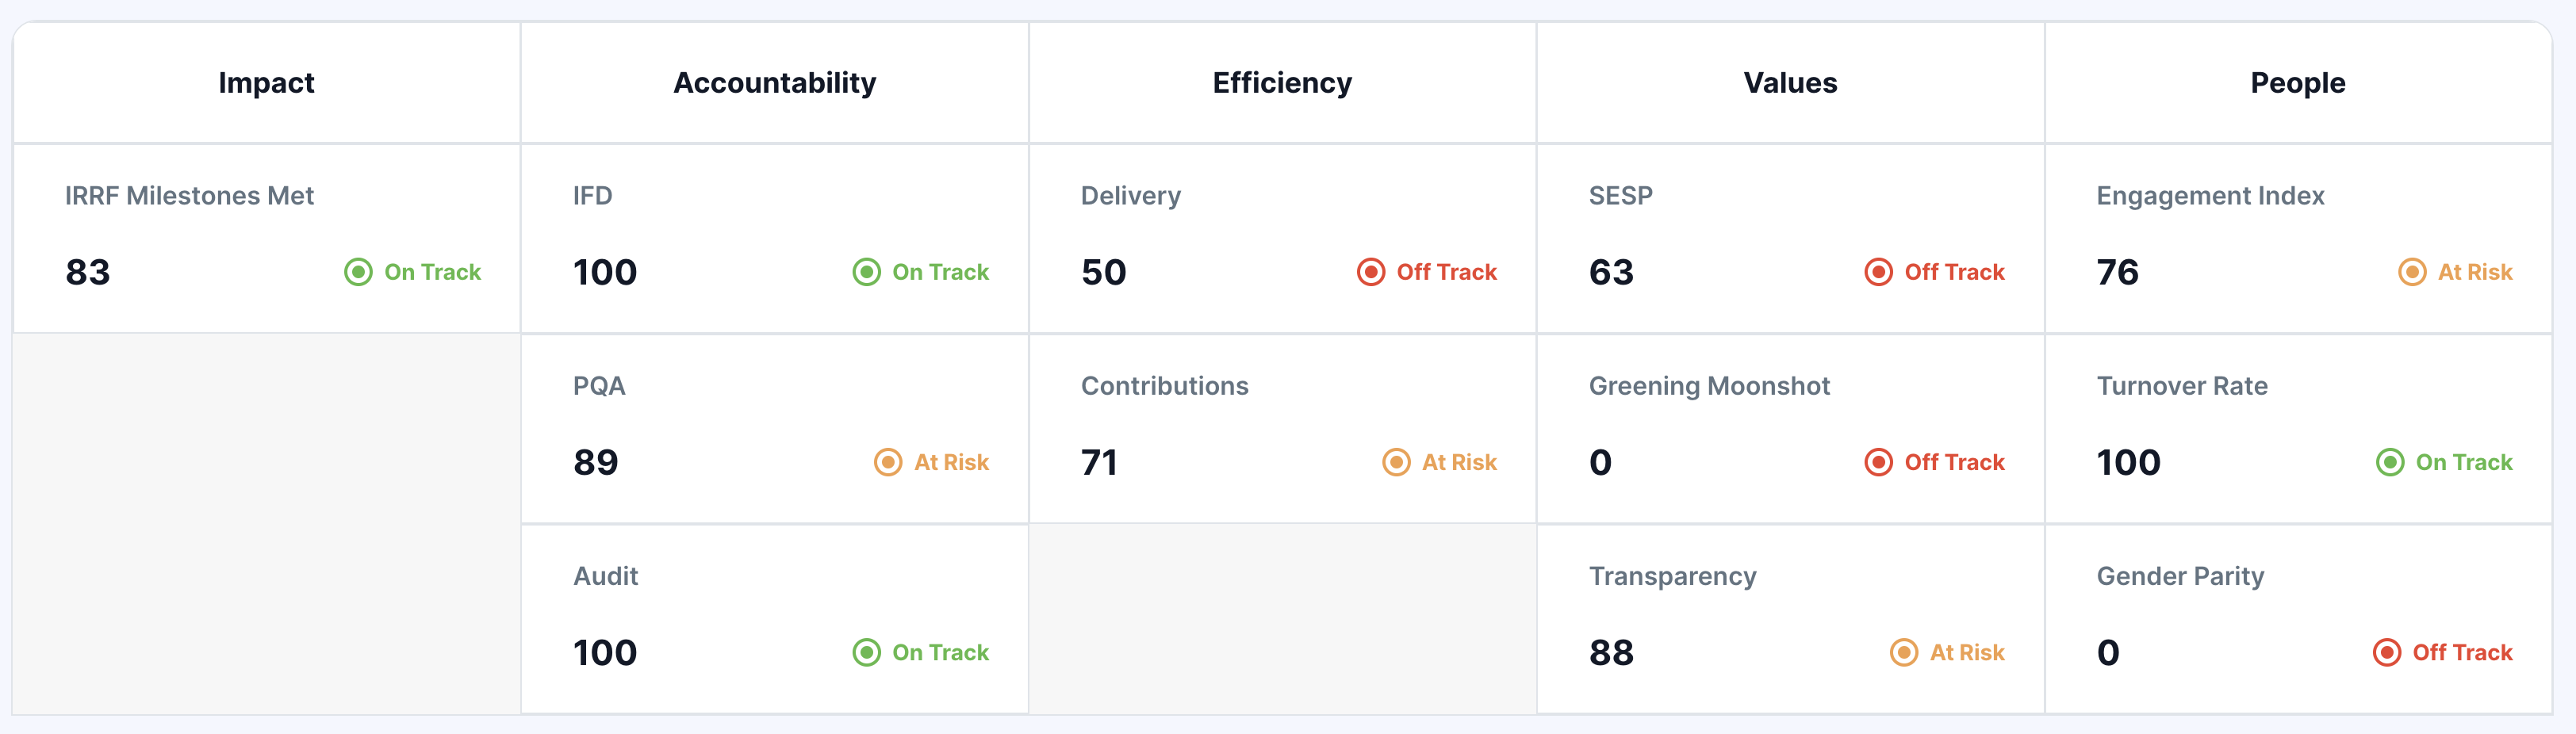 Impact Accountability Efficiency Values People
IRRF Milestones Met IFD Delivery SESP Engagement Index
83 On Track 100 On Track 50 Off Track 63 Off Track 76 At Risk
PQA Contributions Greening Moonshot Turnover Rate
89 At Risk 71 At Risk 0 Off Track 100 On Track
Audit Transparency Gender Parity
100 On Track 88 At Risk 0 Off Track